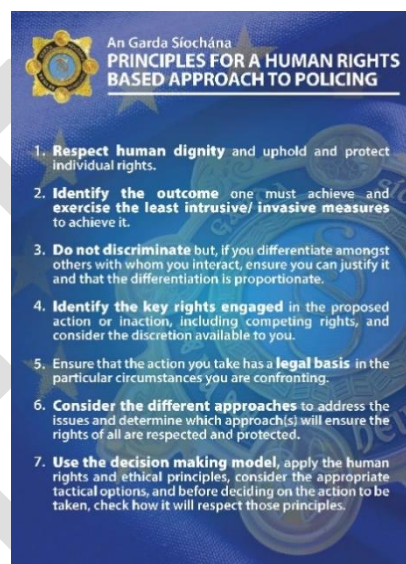 An Garda Síochána
PRINCIPLES FOR A HUMAN RIGHTS
BASED APPROACH TO POLICING
1. Respect human dignity and uphold and protect
individual rights.
2. Identify the outcome one must achieve and
exercise the least intrusive/ invasive measures
to achieve it.
3. Do not discriminate but, if you differentiate amongst
others with whom you interact, ensure you can justify it
and that the differentiation is proportionate.
4. Identify the key rights engaged in the proposed
action or inaction, including competing rights, and
consider the discretion available to you.
5. Ensure that the action you take has a legal basis in the
particular circumstances you are confronting.
6. Consider the different approaches to address the
issues and determine which approach(s) will ensure the
rights of all are respected and protected.
7. Use the decision making model, apply the human
rights and ethical principles, consider the appropriate
tactical options, and before deciding on the action to be
taken, check how it will respect those principles.